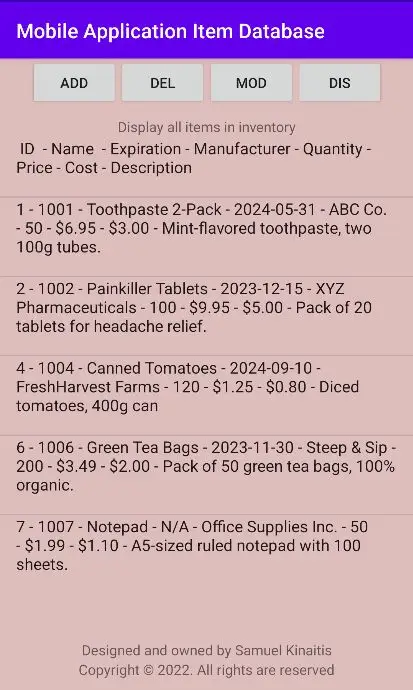 Mobile Application Item Database
ADD DEL MOD DIS
Display all items in inventory
ID - Name - Expiration - Manufacturer - Quantity -
Price - Cost - Description
1 - 1001 - Toothpaste 2-Pack - 2024-05-31 - ABC Co.
- 50 - $6.95 - $3.00 - Mint-flavored toothpaste, two
100g tubes.
2 - 1002 - Painkiller Tablets - 2023-12-15 - XYZ
Pharmaceuticals - 100 - $9.95 - $5.00 - Pack of 20
tablets for headache relief.
4 - 1004 - Canned Tomatoes - 2024-09-10 -
FreshHarvest Farms - 120 - $1.25 - $0.80 - Diced
tomatoes, 400g can
6 - 1006 - Green Tea Bags - 2023-11-30 - Steep & Sip -
200 - $3.49 - $2.00 - Pack of 50 green tea bags, 100%
organic.
7 - 1007 - Notepad - N/A - Office Supplies Inc. - 50
- $1.99 - $1.10 - A5-sized ruled notepad with 100
sheets.
Designed and owned by Samuel Kinaitis
Copyright © 2022. All rights are reserved